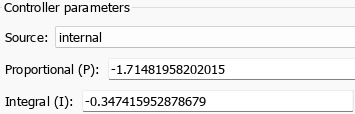 Controller parameters
Source: internal
Proportional (P): -1.71481958202015
Integral (I): -0.347415952878679